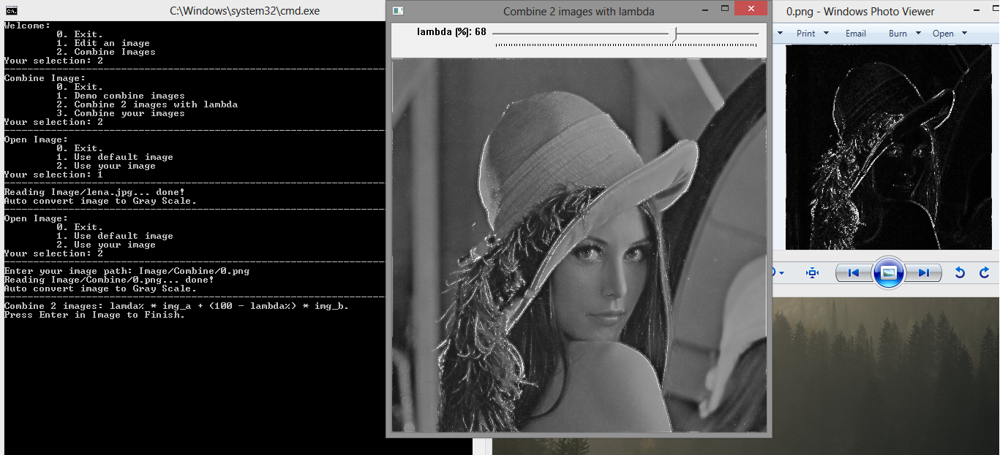 C:\Windows\system32\cmd.exe
Welcome:
0. Exit.
1. Edit an image
2. Combine Images
Your selection: 2
Combine Image:
0. Exit.
1. Demo combine images
2. Combine 2 images with lambda
3. Combine your images
Your selection: 2
Open Image:
0. Exit.
1. Use default image
2. Use your image
Your selection: 1
Reading Image/lena.jpg... done!
Auto convert image to Gray Scale.
Open Image:
0. Exit.
1. Use default image
2. Use your image
Your selection: 2
Enter your image path: Image/Combine/0.png
Reading Image/Combine/0.png... done!
Auto convert image to Gray Scale.
Combine 2 images: lamda% * img_a + (100 - lambda%) * img_b.
Press Enter in Image to Finish.
Combine 2 images with lambda
lambda (%): 68
0.png - Windows Photo Viewer
Print Email Burn Open